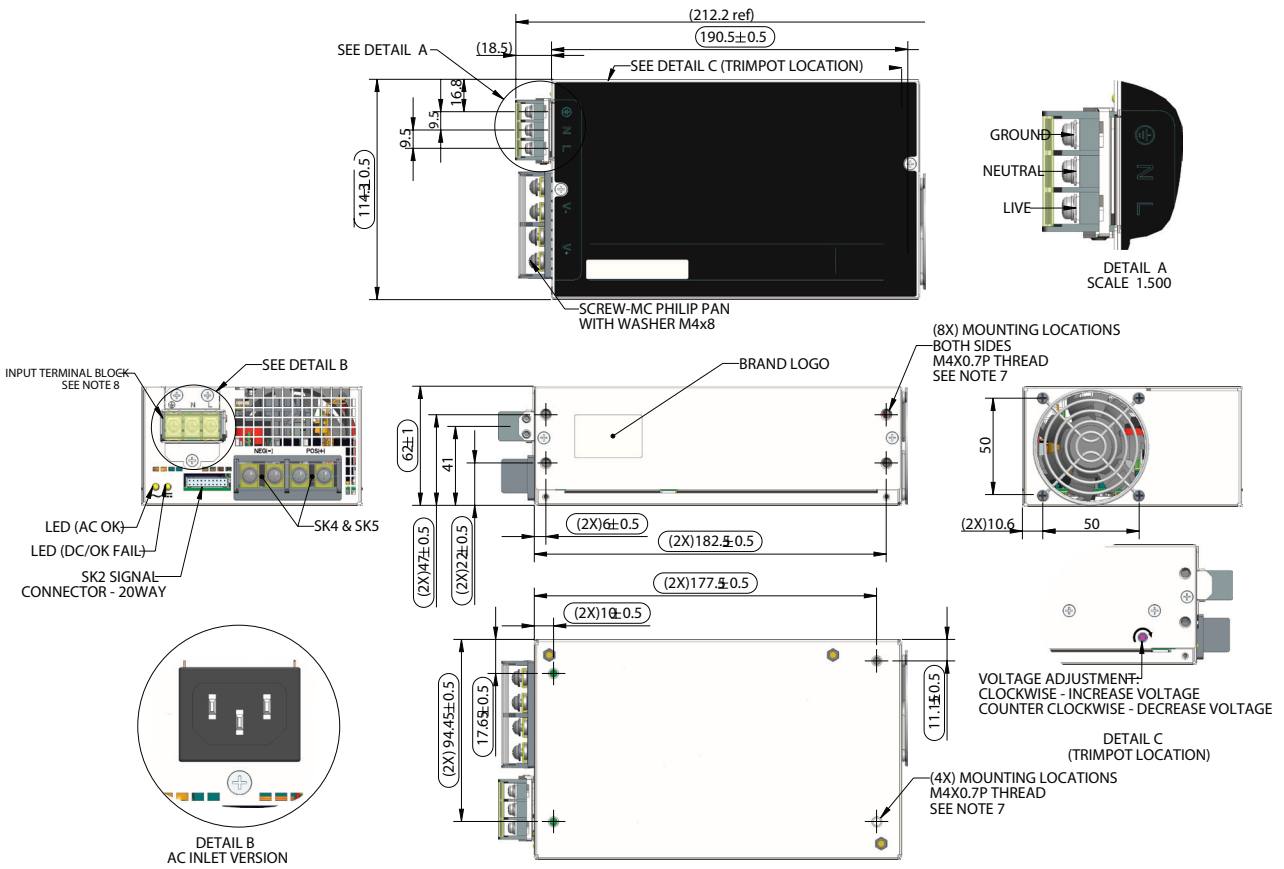 (212.2 ref)
190.5±0.5
SEE DETAIL A
(18.5)
SEE DETAIL C (TRIMPOT LOCATION)
16.8
9.5
9.5
114.2±0.5
N
L
V-
V+
SCREW-MC PHILIP PAN
WITH WASHER M4x8
GROUND
NEUTRAL
LIVE
N
L
DETAIL A
SCALE 1.500
INPUT TERMINAL BLOCK
SEE NOTE 8
SEE DETAIL B
N L
NEG(-) POS(+)
LED (AC OK)
LED (DC/OK FAIL)
SK2 SIGNAL
CONNECTOR - 20WAY
SK4 & SK5
BRAND LOGO
(8X) MOUNTING LOCATIONS
BOTH SIDES
M4X0.7P THREAD
SEE NOTE 7
62±1
41
(2X)47±0.5
(2X)22±0.5
(2X)6±0.5
(2X)182.5±0.5
50
(2X)10.6
50
(2X)177.5±0.5
(2X)10±0.5
(2X) 94.45±0.5
17.65±0.5
11.1±0.5
(4X) MOUNTING LOCATIONS
M4X0.7P THREAD
SEE NOTE 7
VOLTAGE ADJUSTMENT:
CLOCKWISE - INCREASE VOLTAGE
COUNTER CLOCKWISE - DECREASE VOLTAGE
DETAIL C
(TRIMPOT LOCATION)
DETAIL B
AC INLET VERSION